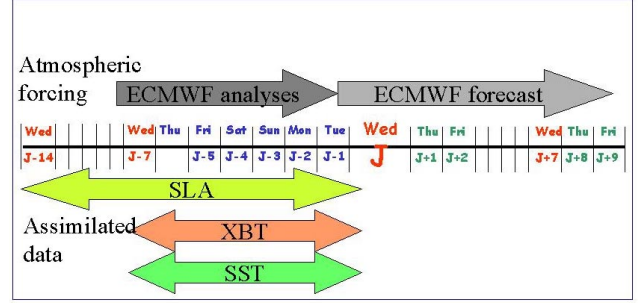 Atmospheric
forcing
ECMWF analyses
ECMWF forecast
Wed Wed Thu Fri Sat Sun Mon Tue Wed Thu Fri Wed Thu Fri
J-14 J-7 J-5 J-4 J-3 J-2 J-1 J J+1 J+2 J+7 J+8 J+9
SLA
Assimilated
data
XBT
SST